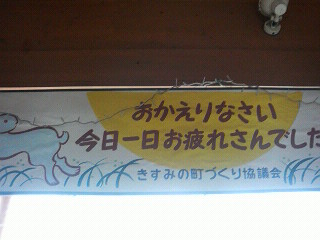 おかえりなさい
今日一日お疲れさんでした
きすみの町づくり協議会